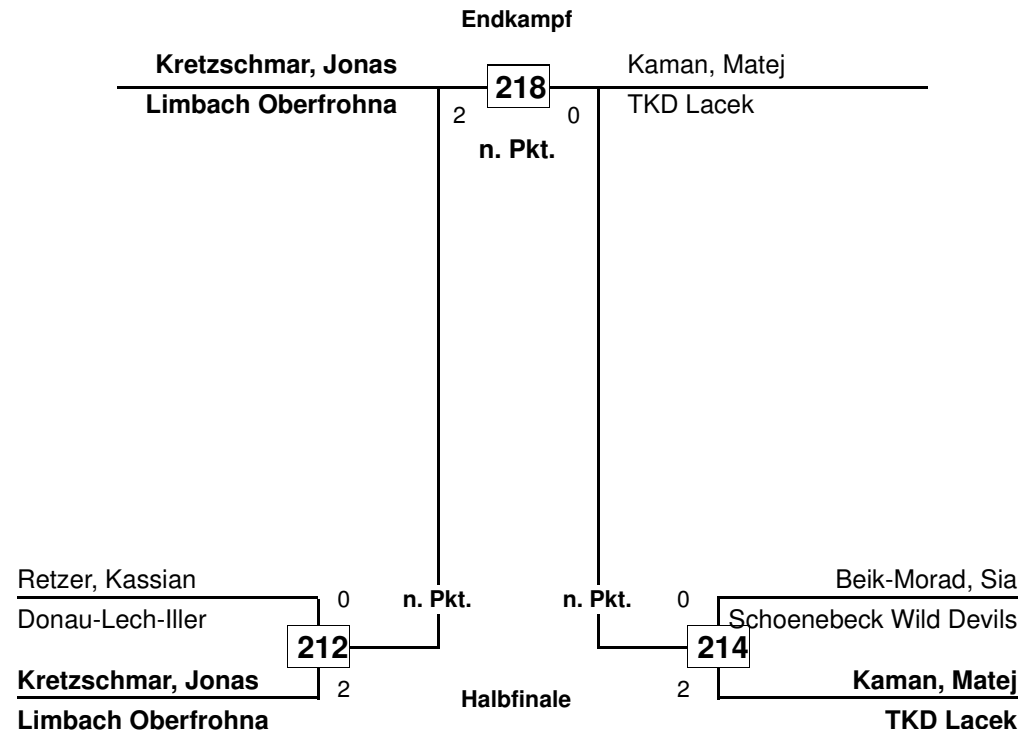 Endkampf
Kretzschmar, Jonas
Limbach Oberfrohna
218
Kaman, Matej
TKD Lacek
2
0
n. Pkt.
Retzer, Kassian
Donau-Lech-Iller
0
n. Pkt.
212
Kretzschmar, Jonas
Limbach Oberfrohna
2
Halbfinale
n. Pkt.
0
Beik-Morad, Sia
Schoenebeck Wild Devils
214
2
Kaman, Matej
TKD Lacek